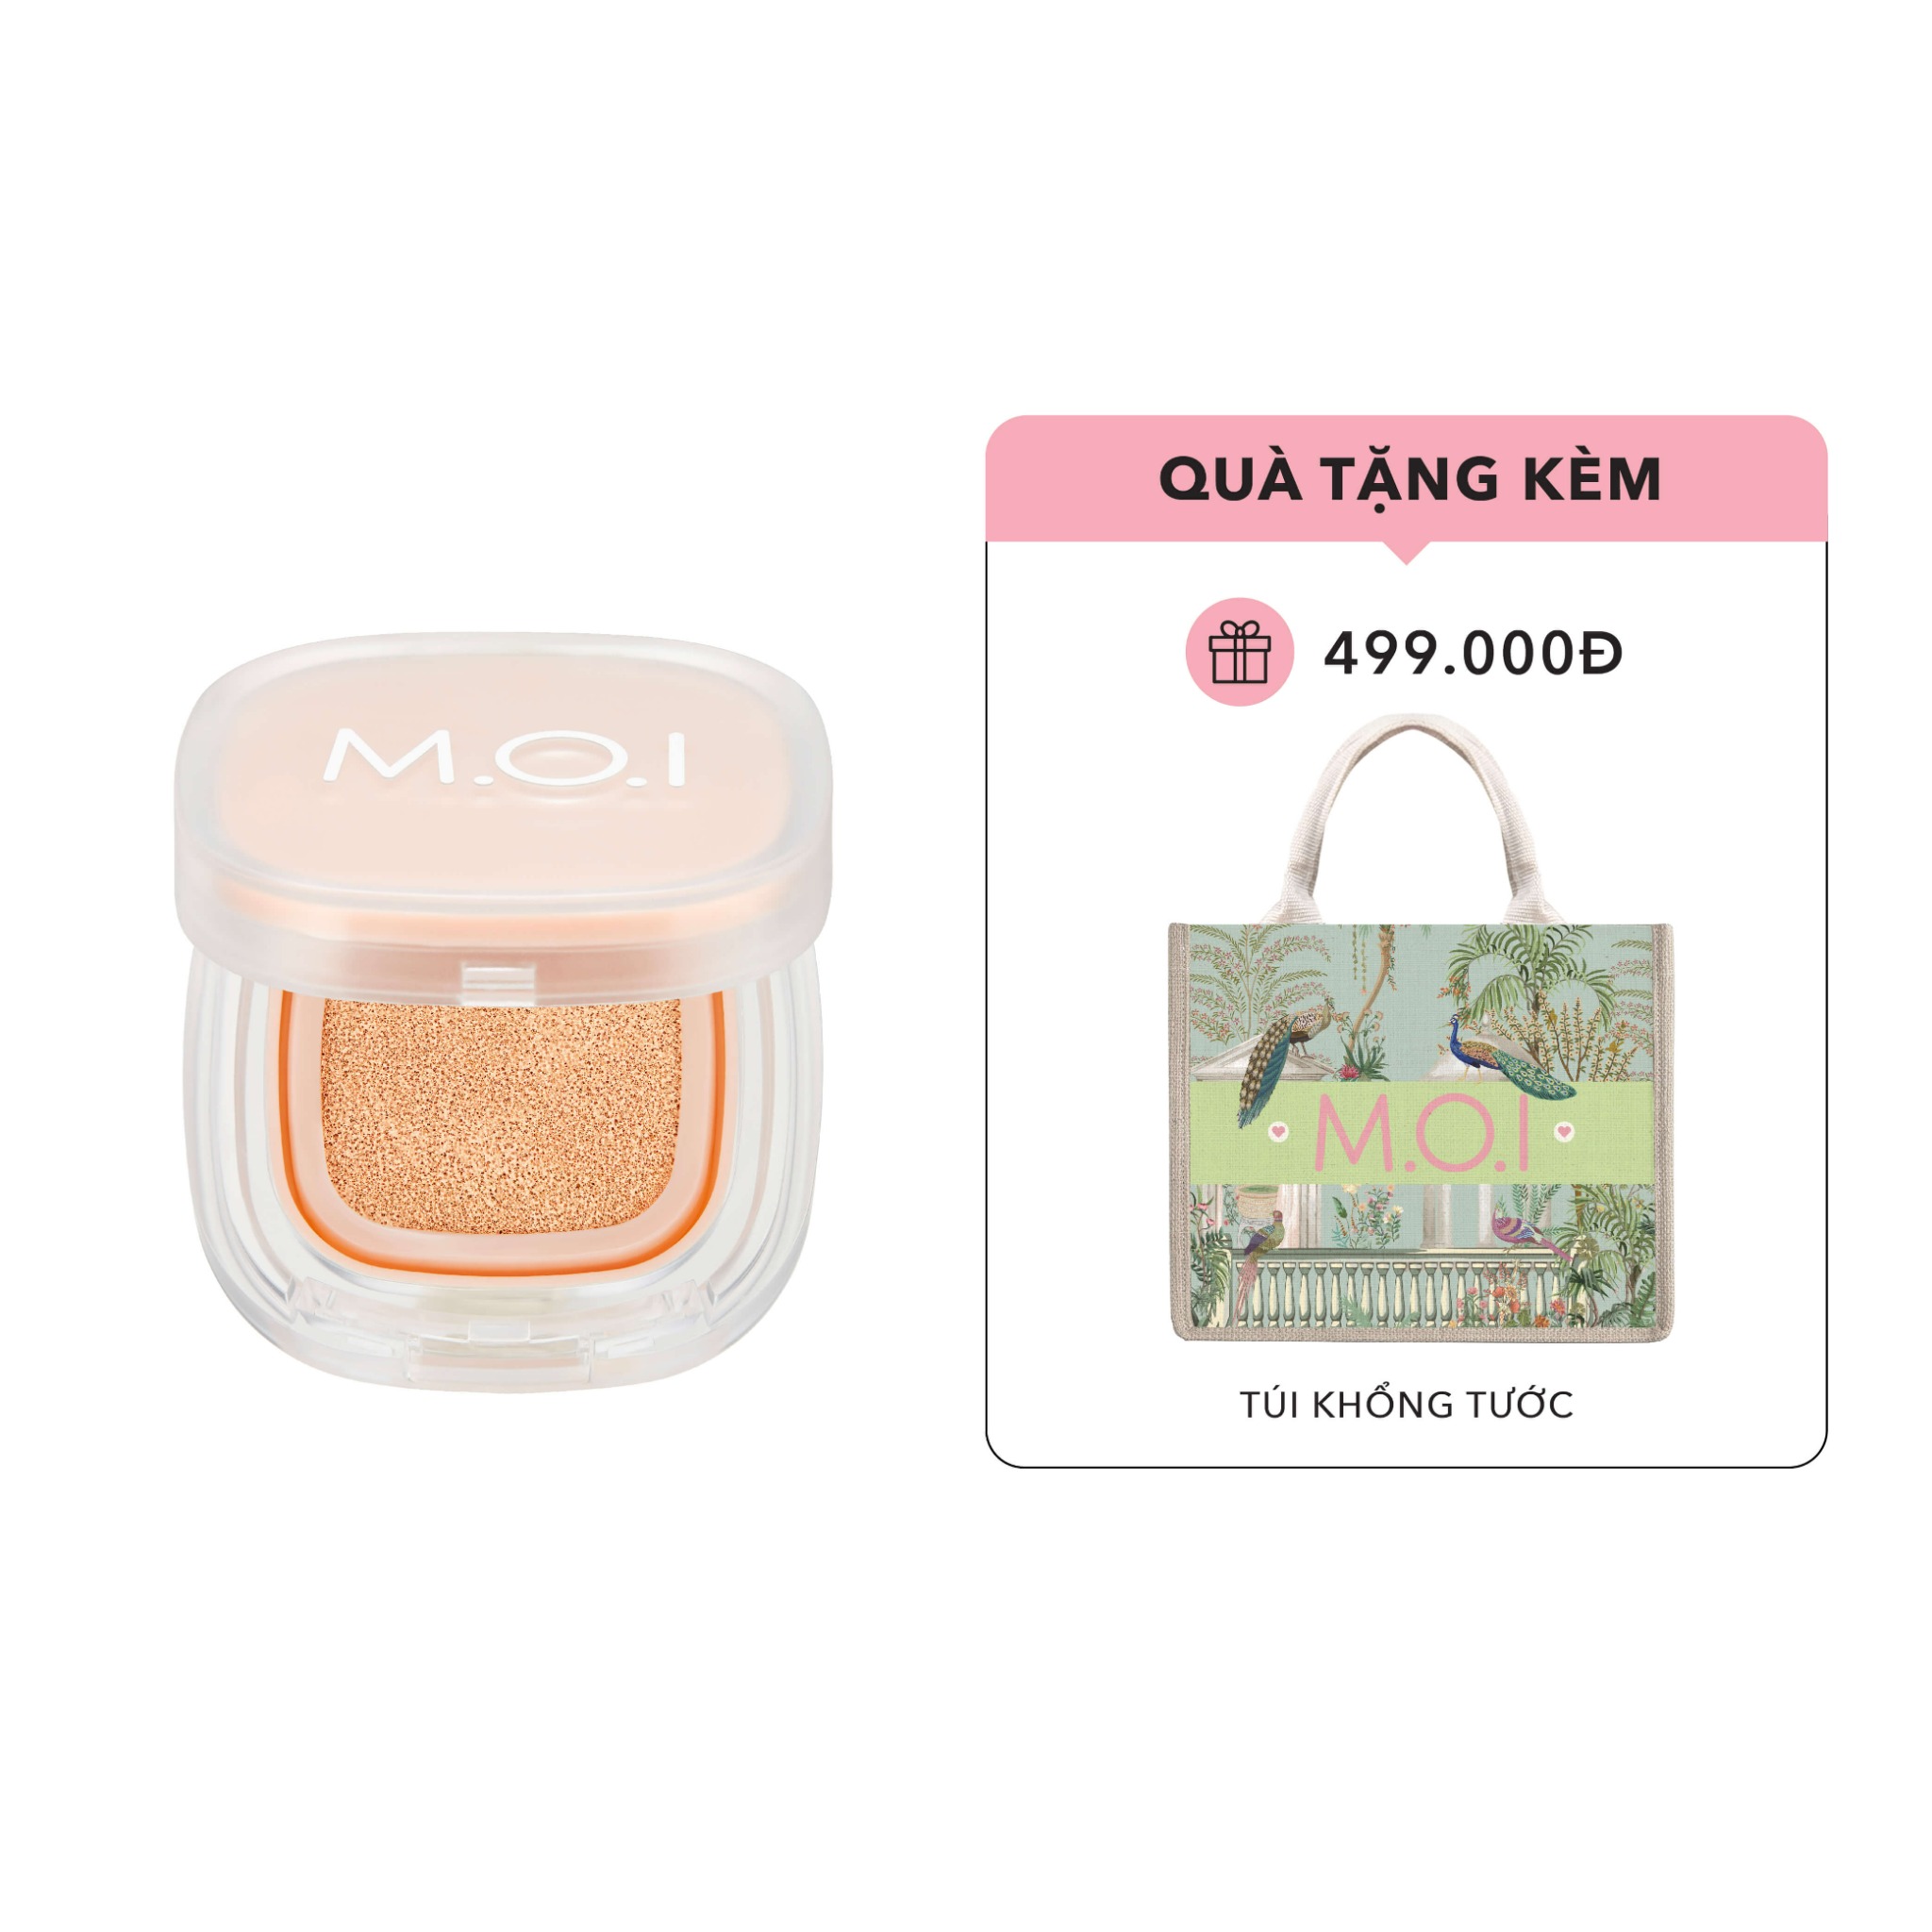 M.O.I
QUÀ TẶNG KÈM
499.000Đ
M.O.I
TÚI KHỔNG TƯỚC